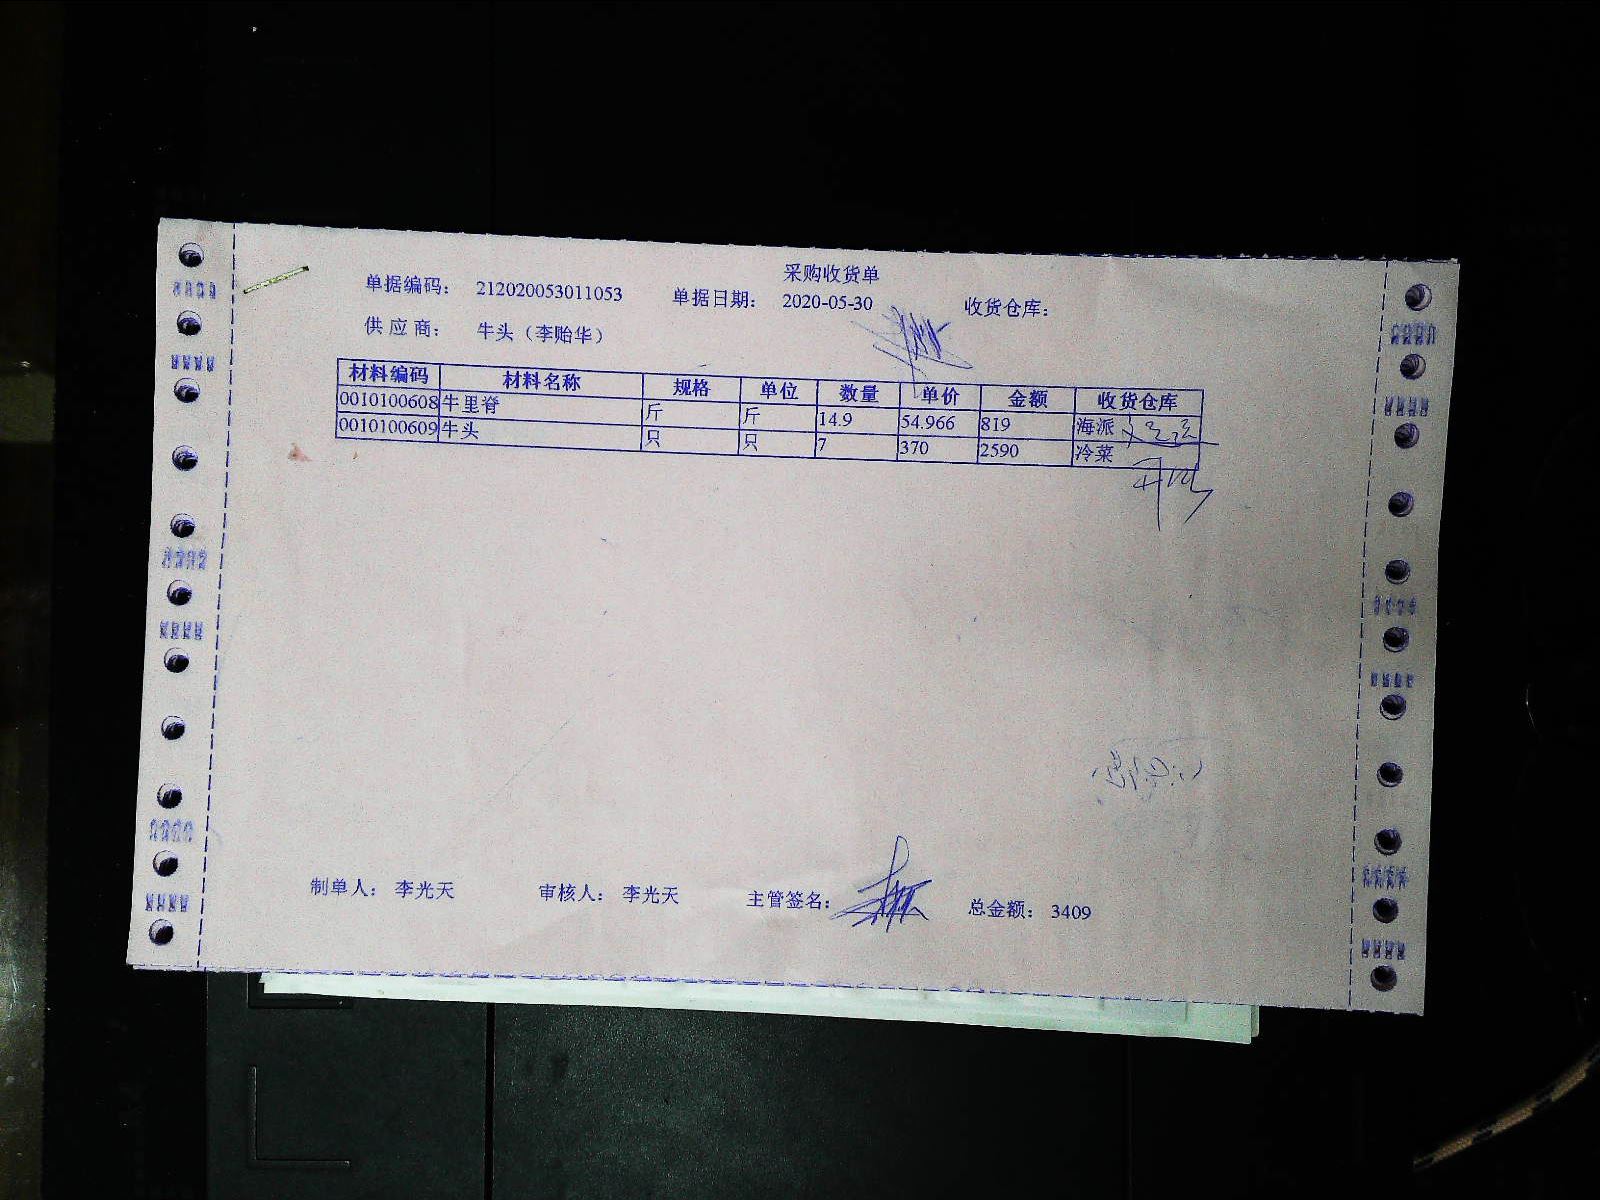 采购收货单
单据编码: 212020053011053 单据日期: 2020-05-30 收货仓库:
供应商: 牛头（李贻华）
材料编码 材料名称 规格 单位 数量 单价 金额 收货仓库
0010100608 牛里脊 斤 斤 14.9 54.966 819 海派
0010100609 牛头 只 只 7 370 2590 冷菜
制单人: 李光天 审核人: 李光天 主管签名: 总金额: 3409